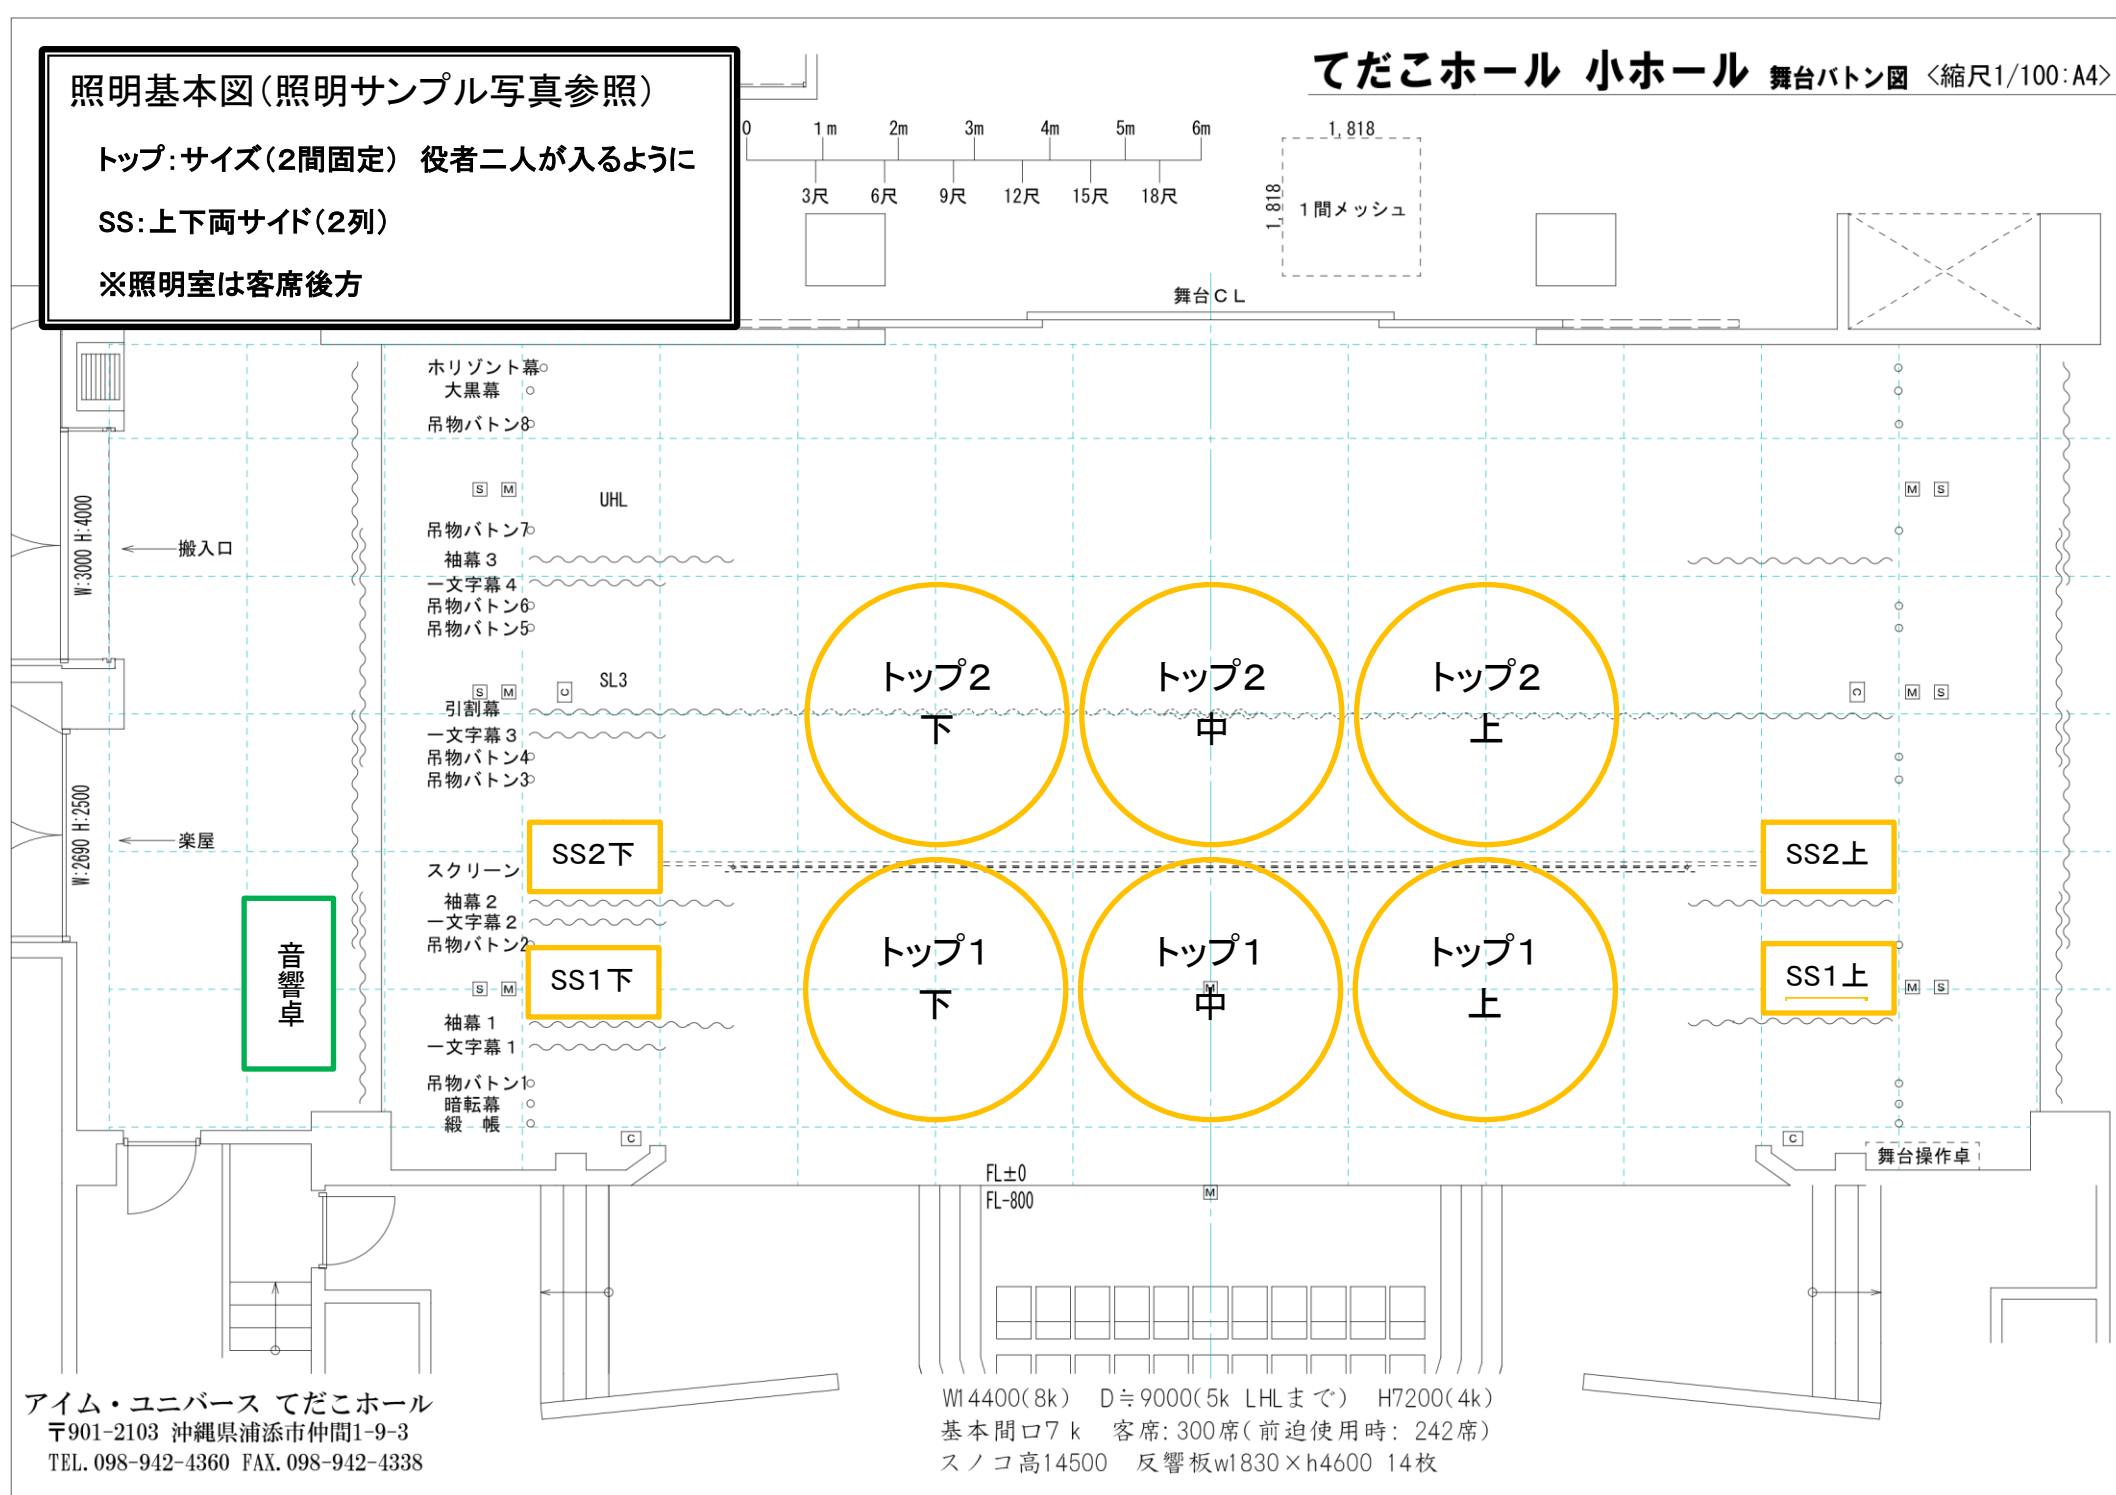 照明基本図(照明サンプル写真参照)
トップ:サイズ(2間固定) 役者二人が入るように
SS:上下両サイド(2列)
※照明室は客席後方
てだこホール 小ホール 舞台バトン図 <縮尺1/100:A4>
0 1m 2m 3m 4m 5m 6m
3尺 6尺 9尺 12尺 15尺 18尺
1,818
1,818
1間メッシュ
舞台CL
ホリゾント幕
大黒幕
吊物バトン8
S M
UHL
M S
吊物バトン7
袖幕3
一文字幕4
吊物バトン6
吊物バトン5
W:3000 H:4000
搬入口
S M
C
SL3
C
M S
引割幕
一文字幕3
吊物バトン4
吊物バトン3
トップ2
下
トップ2
中
トップ2
上
W:2690 H:2500
楽屋
SS2下
SS2上
スクリーン
袖幕2
一文字幕2
吊物バトン2
音響卓
SS1下
SS1上
S M
M S
トップ1
下
トップ1
M
中
トップ1
上
袖幕1
一文字幕1
吊物バトン1
暗転幕
緞 帳
C
C
舞台操作卓
FL±0
FL-800
M
アイム・ユニバース てだこホール
〒901-2103 沖縄県浦添市仲間1-9-3
TEL.098-942-4360 FAX.098-942-4338
W14400(8k) D≒9000(5k LHLまで) H7200(4k)
基本間口7k 客席:300席(前迫使用時: 242席)
スノコ高14500 反響板w1830×h4600 14枚